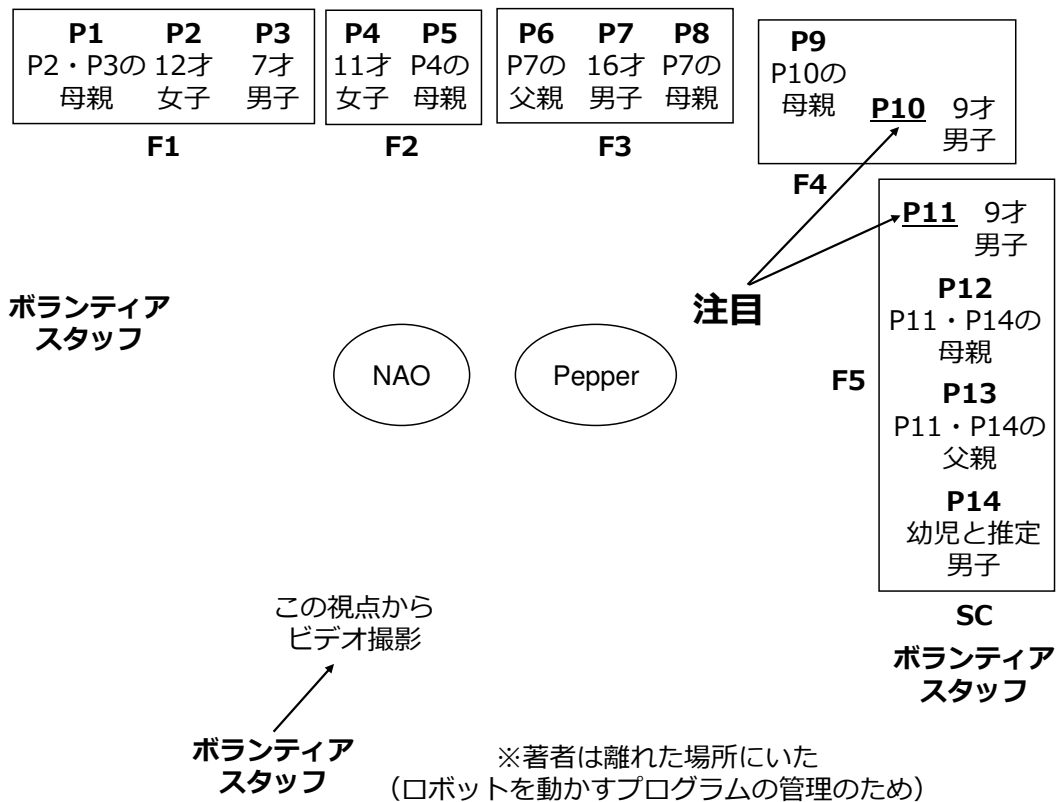 P1 P2 P3
P2・P3の 12才 7才
母親 女子 男子
F1
P4 P5
11才 P4の
女子 母親
F2
P6 P7 P8
P7の 16才 P7の
父親 男子 母親
F3
P9
P10の
母親
P10 9才
男子
F4
P11 9才
男子
P12
P11・P14の
母親
P13
P11・P14の
父親
P14
幼児と推定
男子
F5
注目
ボランティア
スタッフ
NAO
Pepper
この視点から
ビデオ撮影
ボランティア
スタッフ
SC
ボランティア
スタッフ
※著者は離れた場所にいた
（ロボットを動かすプログラムの管理のため）